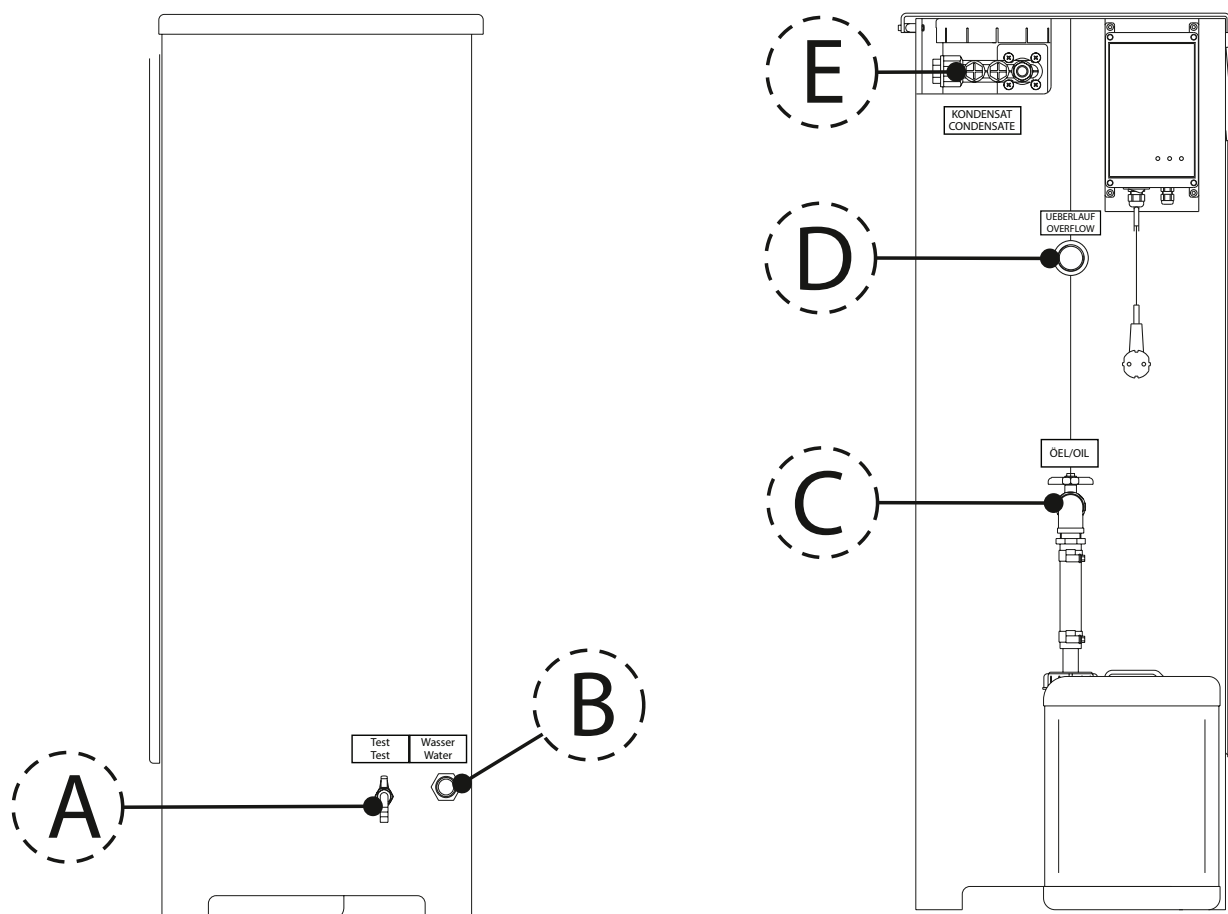 E
KONDENSAT
CONDENSATE
UEBERLAUF
OVERFLOW
D
ÖEL/OIL
C
B
Test
Test
Wasser
Water
A